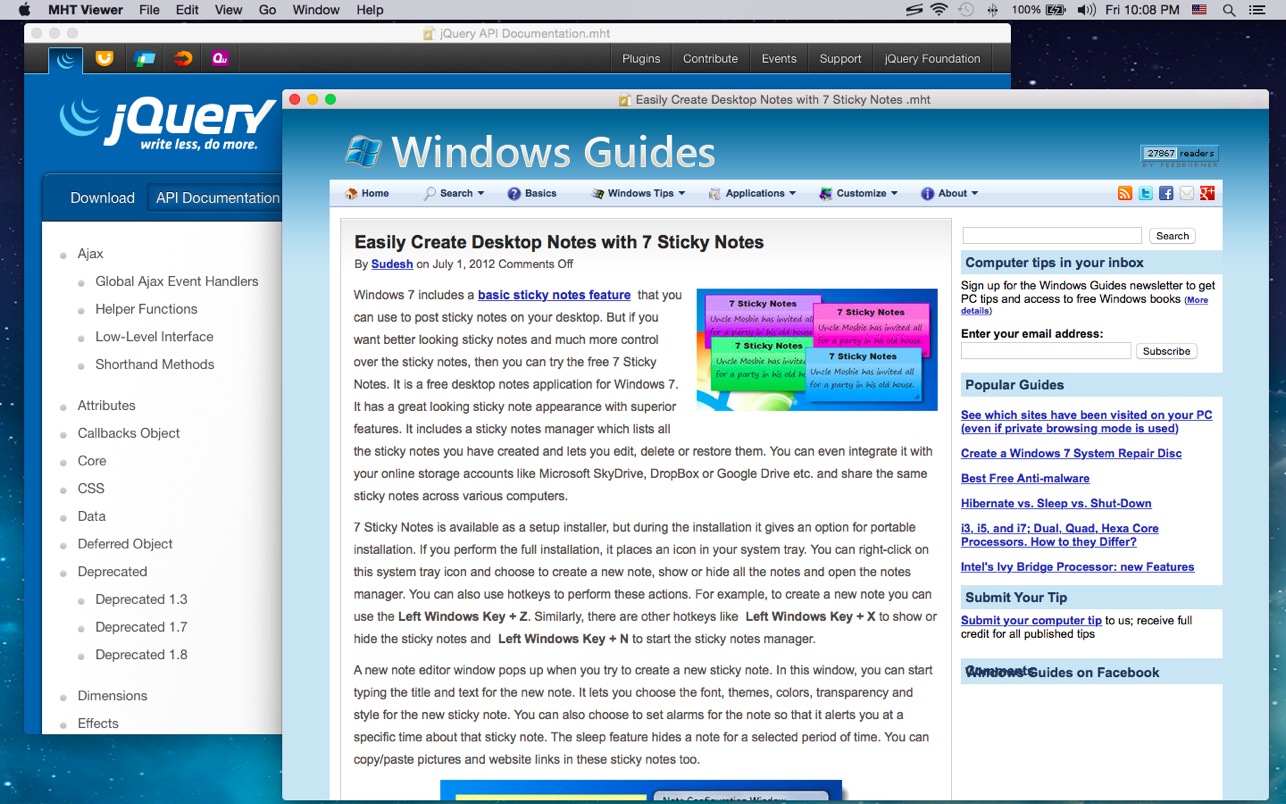 MHT Viewer File Edit View Go Window Help 100% Fri 10:08 PM
jQuery API Documentation.mht
Qu Plugins Contribute Events Support jQuery Foundation
jQuery
write less, do more.
Download API Documentation
Ajax
Global Ajax Event Handlers
Helper Functions
Low-Level Interface
Shorthand Methods
Attributes
Callbacks Object
Core
CSS
Data
Deferred Object
Deprecated
Deprecated 1.3
Deprecated 1.7
Deprecated 1.8
Dimensions
Effects
Easily Create Desktop Notes with 7 Sticky Notes .mht
Windows Guides
27867 readers
BY FEEDBURNER
Home Search Basics Windows Tips Applications Customize About
Easily Create Desktop Notes with 7 Sticky Notes
By Sudesh on July 1, 2012 Comments Off
Windows 7 includes a basic sticky notes feature that you
can use to post sticky notes on your desktop. But if you
want better looking sticky notes and much more control
over the sticky notes, then you can try the free 7 Sticky
Notes. It is a free desktop notes application for Windows 7.
It has a great looking sticky note appearance with superior
features. It includes a sticky notes manager which lists all
the sticky notes you have created and lets you edit, delete or restore them. You can even integrate it with
your online storage accounts like Microsoft SkyDrive, DropBox or Google Drive etc. and share the same
sticky notes across various computers.
7 Sticky Notes
Uncle Mosbie has invited all
for a party in his old house.
7 Sticky Notes
Uncle Mosbie has invited all
for a party in his old house.
7 Sticky Notes
Uncle Mosbie has invited
for a party in his old
7 Sticky Notes
Uncle Mosbie has invited all
for a party in his old house.
7 Sticky Notes is available as a setup installer, but during the installation it gives an option for portable
installation. If you perform the full installation, it places an icon in your system tray. You can right-click on
this system tray icon and choose to create a new note, show or hide all the notes and open the notes
manager. You can also use hotkeys to perform these actions. For example, to create a new note you can
use the Left Windows Key + Z. Similarly, there are other hotkeys like Left Windows Key + X to show or
hide the sticky notes and Left Windows Key + N to start the sticky notes manager.
A new note editor window pops up when you try to create a new sticky note. In this window, you can start
typing the title and text for the new note. It lets you choose the font, themes, colors, transparency and
style for the new sticky note. You can also choose to set alarms for the note so that it alerts you at a
specific time about that sticky note. The sleep feature hides a note for a selected period of time. You can
copy/paste pictures and website links in these sticky notes too.
Note Configuration Window
Search
Computer tips in your inbox
Sign up for the Windows Guides newsletter to get
PC tips and access to free Windows books (More
details)
Enter your email address:
Subscribe
Popular Guides
See which sites have been visited on your PC
(even if private browsing mode is used)
Create a Windows 7 System Repair Disc
Best Free Anti-malware
Hibernate vs. Sleep vs. Shut-Down
i3, i5, and i7; Dual, Quad, Hexa Core
Processors. How to they Differ?
Intel's Ivy Bridge Processor: new Features
Submit Your Tip
Submit your computer tip to us; receive full
credit for all published tips
Comments
Windows Guides on Facebook